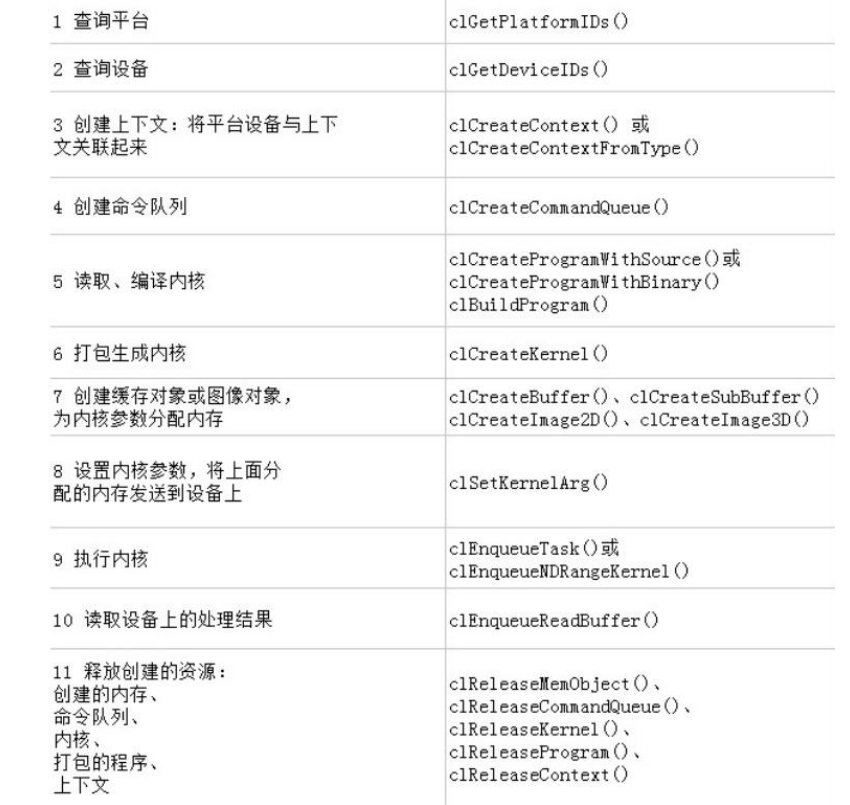 1 查询平台
clGetPlatformIDs()
2 查询设备
clGetDeviceIDs()
3 创建上下文：将平台设备与上下
文关联起来
clCreateContext() 或
clCreateContextFromType()
4 创建命令队列
clCreateCommandQueue()
5 读取、编译内核
clCreateProgramWithSource()或
clCreateProgramWithBinary()
clBuildProgram()
6 打包生成内核
clCreateKernel()
7 创建缓存对象或图像对象，
为内核参数分配内存
clCreateBuffer()、clCreateSubBuffer()
clCreateImage2D()、clCreateImage3D()
8 设置内核参数，将上面分
配的内存发送到设备上
clSetKernelArg()
9 执行内核
clEnqueueTask()或
clEnqueueNDRangeKernel()
10 读取设备上的处理结果
clEnqueueReadBuffer()
11 释放创建的资源：
创建的内存、
命令队列、
内核、
打包的程序、
上下文
clReleaseMemObject()、
clReleaseCommandQueue()、
clReleaseKernel()、
clReleaseProgram()、
clReleaseContext()